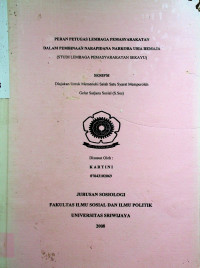 PERAN PETUGAS LEMBAGA PEMASYARAKATAN
DALAM PEMBINAAN NARAPIDANA NARKOBA USIA REMAJA
(STUDI LEMBAGA PEMASYARAKATAN SEKAYU)
SKRIPSI
Diajukan Untuk Memenuhi Salah Satu Syarat Memperoleh
Gelar Sarjana Sosial (S.Sos)
Disusun Oleh :
KARTINI
JURUSAN SOSIOLOGI
FAKULTAS ILMU SOSIAL DAN ILMU POLITIK
UNIVERSITAS SRIWIJAYA
2008